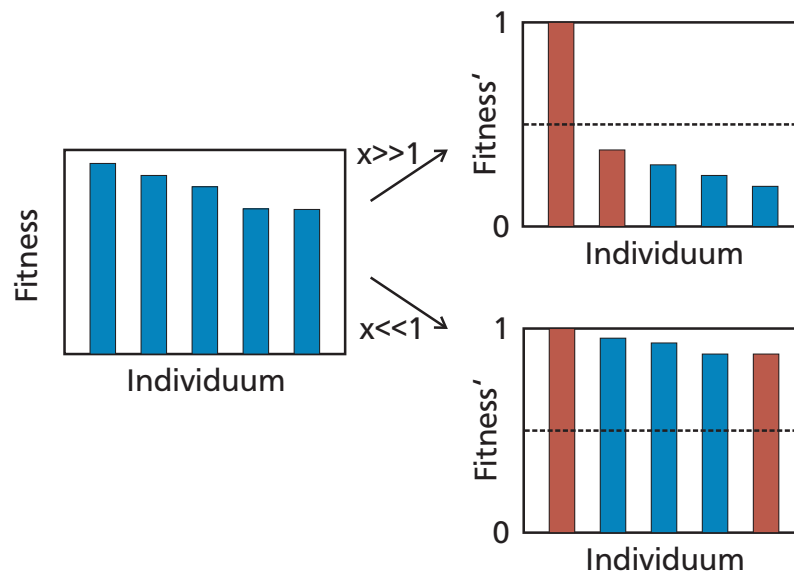 Fitness
Individuum
x>>1
x<<1
1
Fitness‘
0
Individuum
1
Fitness‘
0
Individuum